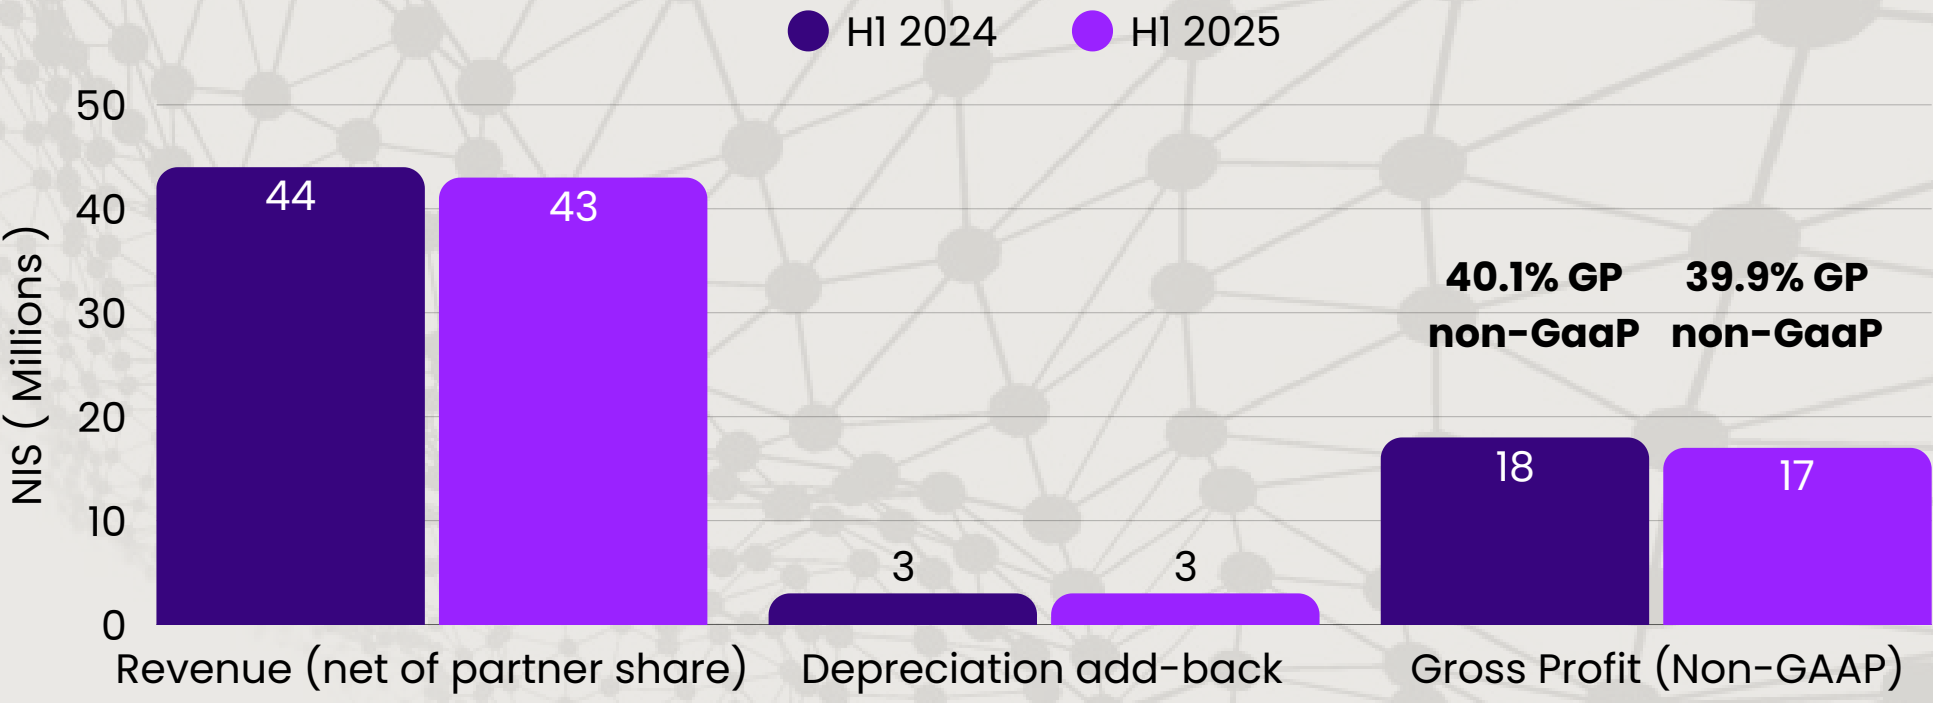 H1 2024 H1 2025
50
40
30
20
10
0
NIS ( Millions )
44
43
3
3
18
17
40.1% GP
non-GaaP
39.9% GP
non-GaaP
Revenue (net of partner share)
Depreciation add-back
Gross Profit (Non-GAAP)